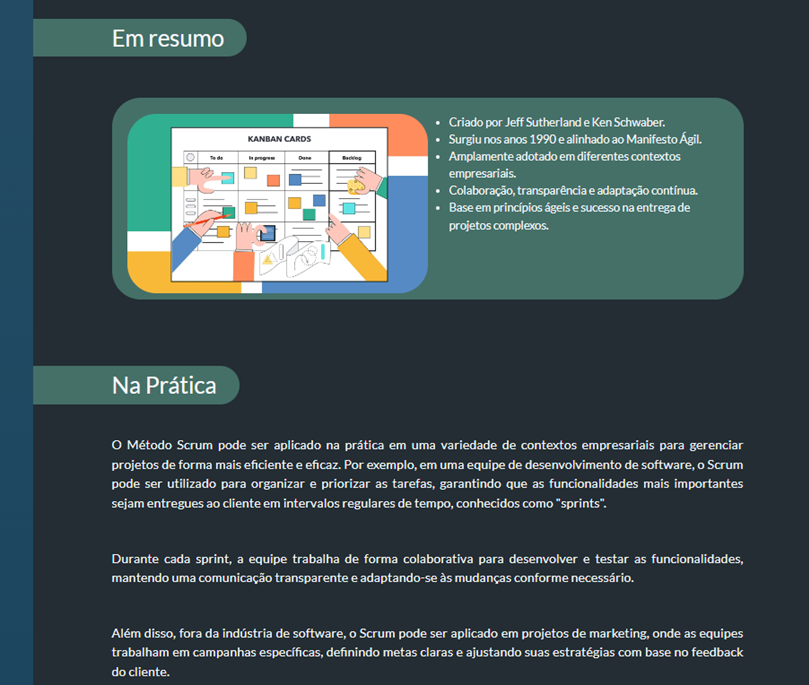 Em resumo
KANBAN CARDS
To do
In progress
Done
Backlog
Criado por Jeff Sutherland e Ken Schwaber.
Surgiu nos anos 1990 e alinhado ao Manifesto Ágil.
Amplamente adotado em diferentes contextos
empresariais.
Colaboração, transparência e adaptação contínua.
Base em princípios ágeis e sucesso na entrega de
projetos complexos.
Na Prática
O Método Scrum pode ser aplicado na prática em uma variedade de contextos empresariais para gerenciar
projetos de forma mais eficiente e eficaz. Por exemplo, em uma equipe de desenvolvimento de software, o Scrum
pode ser utilizado para organizar e priorizar as tarefas, garantindo que as funcionalidades mais importantes
sejam entregues ao cliente em intervalos regulares de tempo, conhecidos como "sprints".
Durante cada sprint, a equipe trabalha de forma colaborativa para desenvolver e testar as funcionalidades,
mantendo uma comunicação transparente e adaptando-se às mudanças conforme necessário.
Além disso, fora da indústria de software, o Scrum pode ser aplicado em projetos de marketing, onde as equipes
trabalham em campanhas específicas, definindo metas claras e ajustando suas estratégias com base no feedback
do cliente.